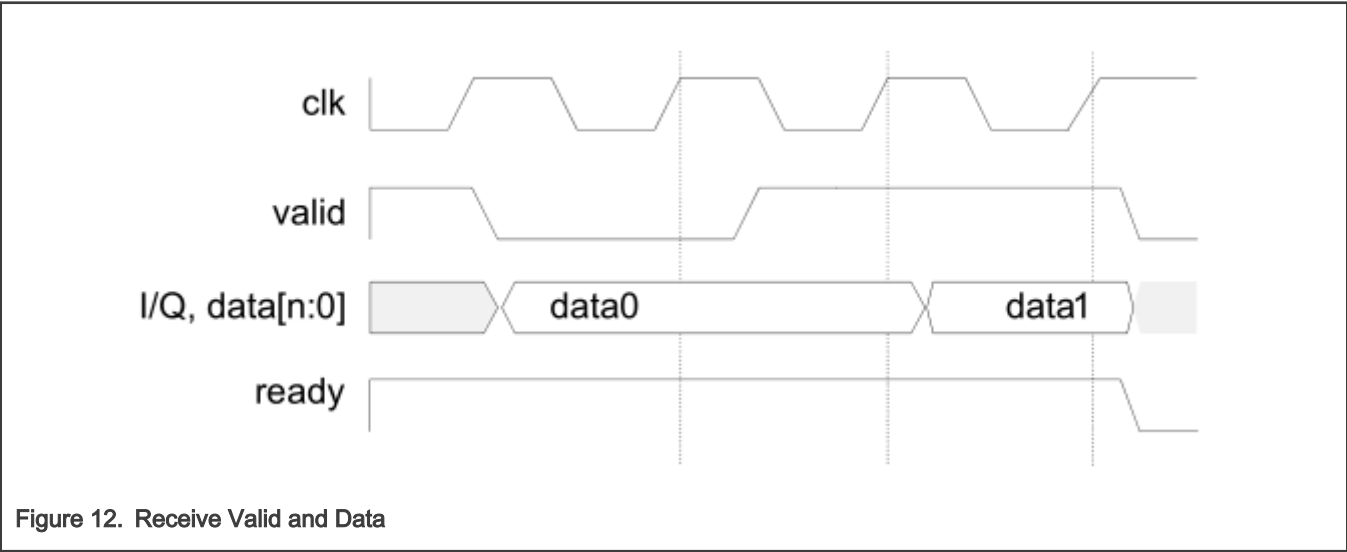 clk
valid
I/Q, data[n:0]
data0
data1
ready
Figure 12. Receive Valid and Data